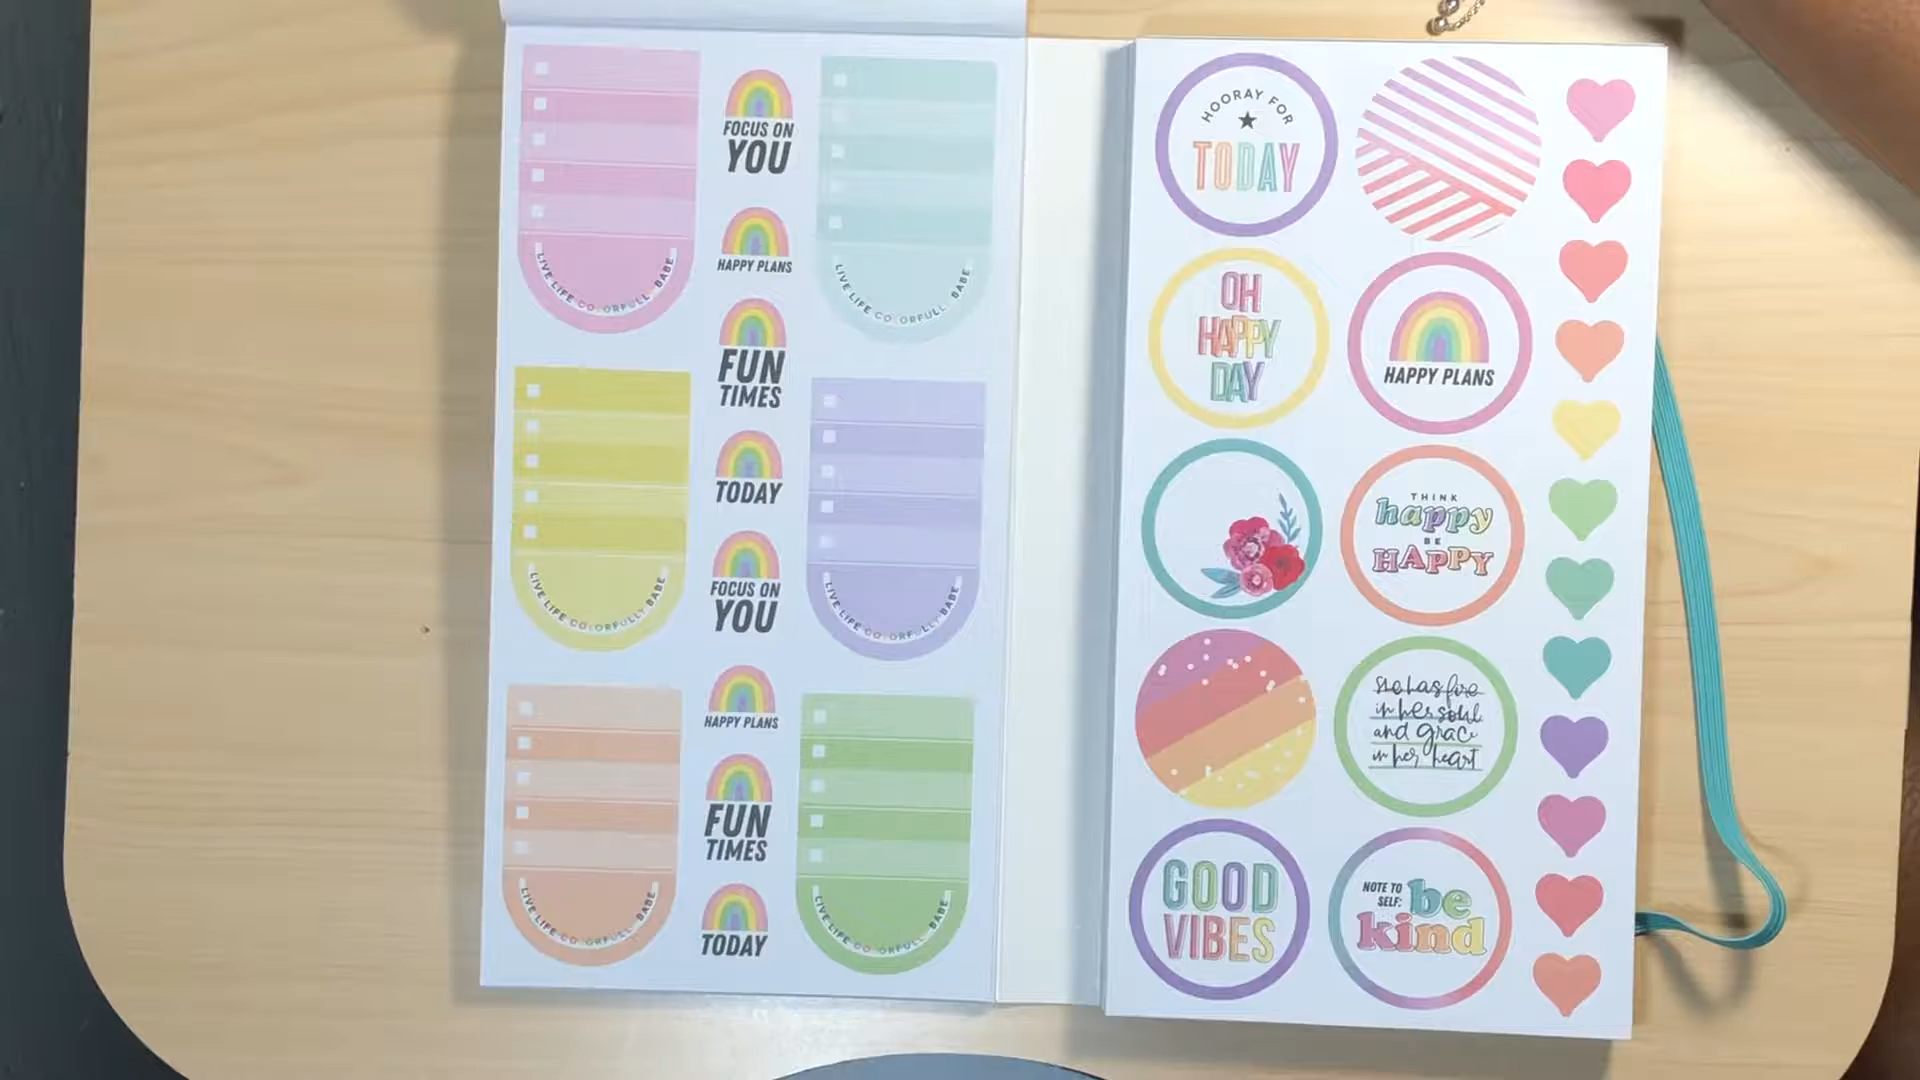 LIVE LIFE COLORFULLY BABE
FOCUS ON
YOU
LIVE LIFE COLORFULLY BABE
HAPPY PLANS
FUN
TIMES
LIVE LIFE COLORFULLY BABE
TODAY
LIVE LIFE COLORFULLY BABE
FOCUS ON
YOU
HAPPY PLANS
LIVE LIFE COLORFULLY BABE
FUN
TIMES
LIVE LIFE COLORFULLY BABE
TODAY
HOORAY FOR
TODAY
OH
HAPPY
DAY
HAPPY PLANS
THINK
happy
BE
HAPPY
She has fire
in her soul
and grace
in her heart
GOOD
VIBES
NOTE TO
SELF:
be
kind